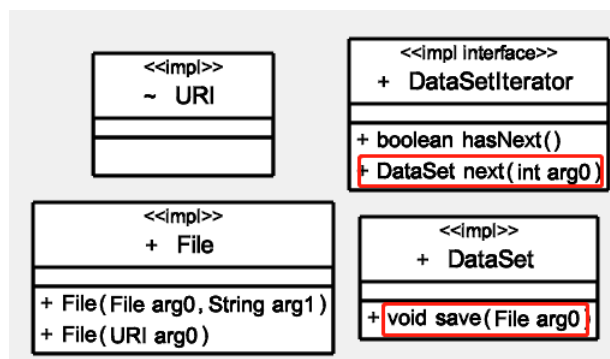 <<impl>>
~ URI
<<impl interface>>
+ DataSetIterator
+ boolean hasNext()
+ DataSet next(int arg0)
<<impl>>
+ File
+ File(File arg0, String arg1)
+ File(URI arg0)
<<impl>>
+ DataSet
+ void save(File arg0)